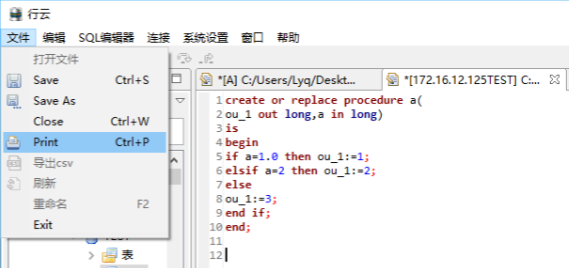 行云
文件 编辑 SQL编辑器 连接 系统设置 窗口 帮助
打开文件
Save Ctrl+S
Save As
Close Ctrl+W
Print Ctrl+P
导出csv
刷新
重命名 F2
Exit
表
*[A] C:/Users/Lyq/Deskt... *[172.16.12.125TEST] C:...
1 create or replace procedure a(
2 ou_1 out long,a in long)
3 is
4 begin
5 if a=1.0 then ou_1:=1;
6 elsif a=2 then ou_1:=2;
7 else
8 ou_1:=3;
9 end if;
10 end;
11
12